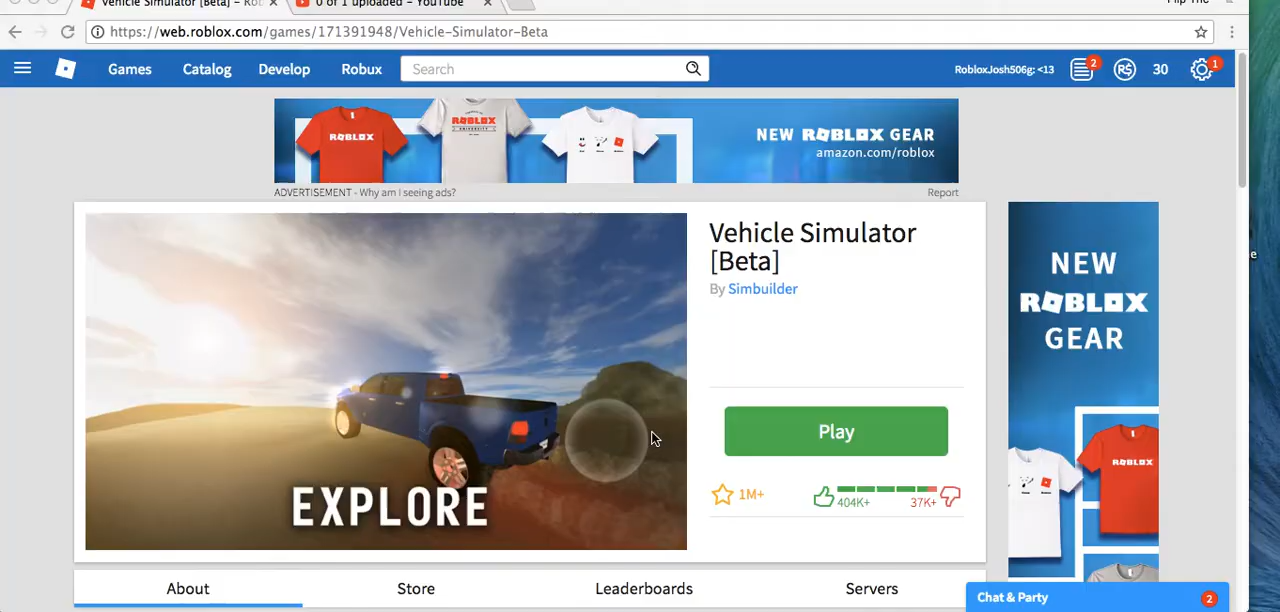 Vehicle Simulator [Beta] - Ro
0 of 1 uploaded - YouTube
Flip The
https://web.roblox.com/games/171391948/Vehicle-Simulator-Beta
Games
Catalog
Develop
Robux
Search
RobloxJosh506g: <13
2
R$
30
1
ROBLOX
ROBLOX
UNIVERSITY
NEW ROBLOX GEAR
amazon.com/roblox
ADVERTISEMENT - Why am I seeing ads?
Report
EXPLORE
Vehicle Simulator
[Beta]
By Simbuilder
Play
1M+
404K+
37K+
NEW
ROBLOX
GEAR
ROBLOX
About
Store
Leaderboards
Servers
Chat & Party
2